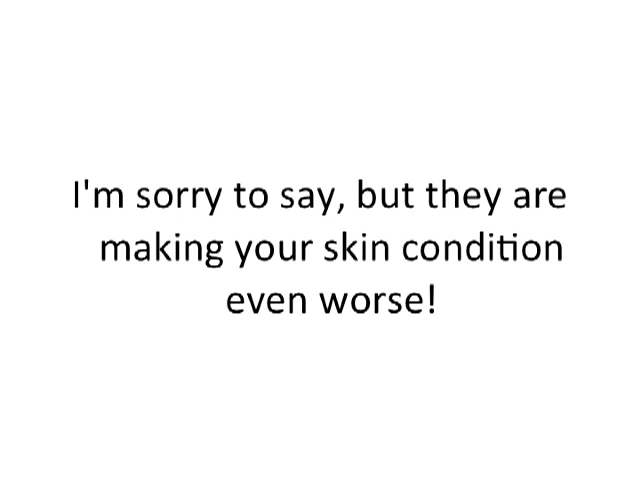 I'm sorry to say, but they are
making your skin condition
even worse!